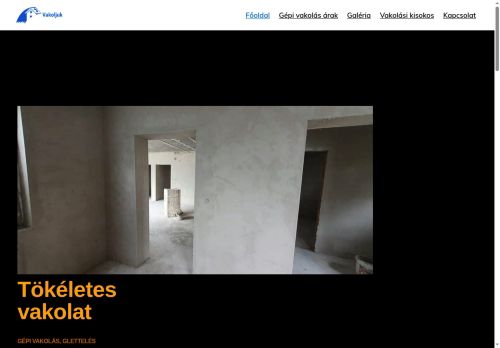 Vakoljuk
Főoldal Gépi vakolás árak Galéria Vakolási kisokos Kapcsolat
Tökéletes
vakolat
GÉPI VAKOLÁS, GLETTELÉS